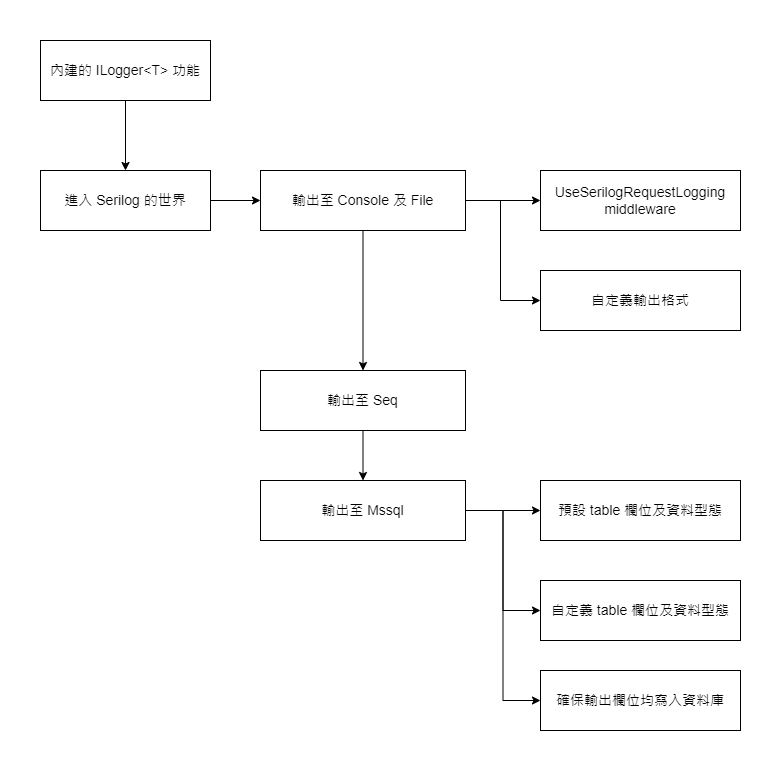 內建的 ILogger<T> 功能
進入 Serilog 的世界
輸出至 Console 及 File
UseSerilogRequestLogging
middleware
自定義輸出格式
輸出至 Seq
輸出至 Mssql
預設 table 欄位及資料型態
自定義 table 欄位及資料型態
確保輸出欄位均寫入資料庫